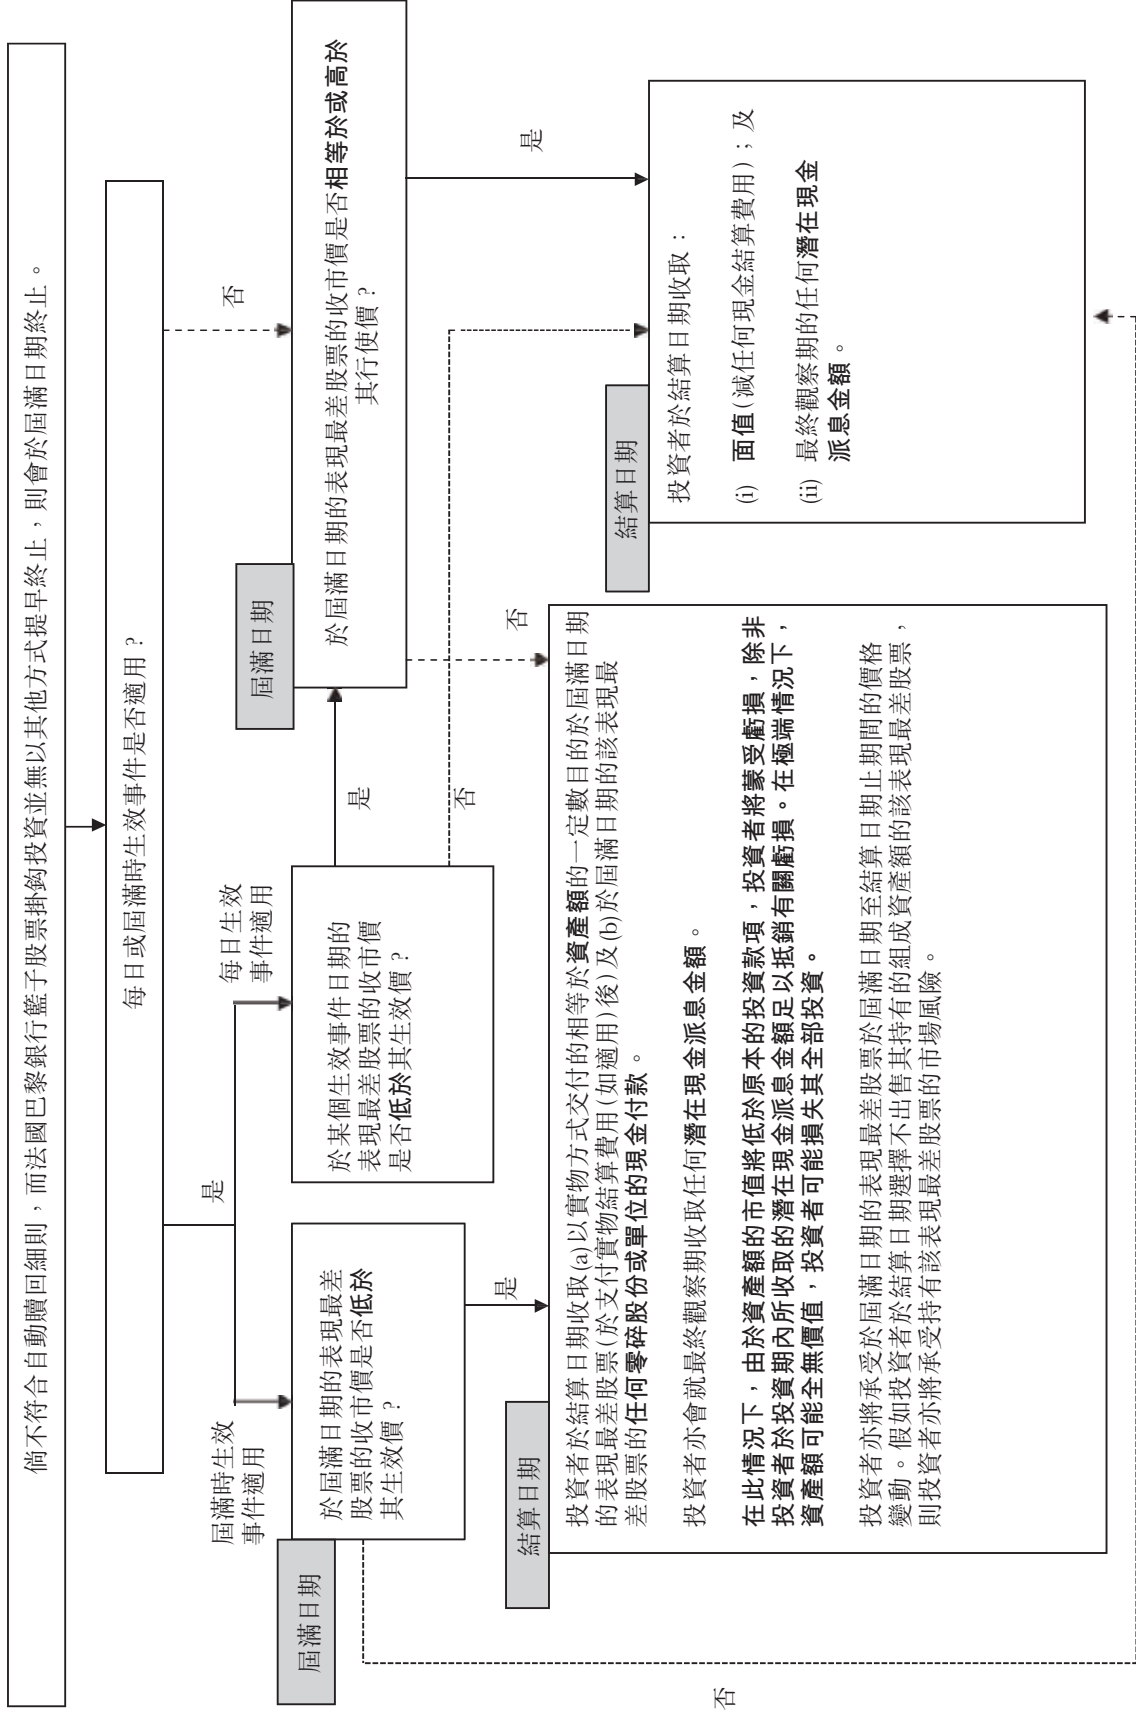 倘不符合自動贖回細則，而法國巴黎銀行籃子股票掛鈎投資並無以其他方式提早終止，則會於屆滿日期終止。
每日或屆滿時生效事件是否適用？
是
否
屆滿時生效
事件適用
每日生效
事件適用
屆滿日期
於屆滿日期的表現最差
股票的收市價是否低於
其生效價？
於某個生效事件日期的
表現最差股票的收市價
是否低於其生效價？
是
否
屆滿日期
於屆滿日期的表現最差股票的收市價是否相等於或高於
其行使價？
是
否
是
否
結算日期
投資者於結算日期收取(a)以實物方式交付的相等於資產額的一定數目的於屆滿日期
的表現最差股票(於支付實物結算費用(如適用)後)及(b)於屆滿日期的該表現最
差股票的任何零碎股份或單位的現金付款。
投資者亦會就最終觀察期收取任何潛在現金派息金額。
在此情況下，由於資產額的市值將低於原本的投資款項，投資者將蒙受虧損，除非
投資者於投資期內所收取的潛在現金派息金額足以抵銷有關虧損。在極端情況下，
資產額可能全無價值，投資者可能損失其全部投資。
投資者亦將承受於屆滿日期的表現最差股票於屆滿日期至結算日期止期間的價格
變動。假如投資者於結算日期選擇不出售其持有的組成資產額的該表現最差股票，
則投資者亦將承受持有該表現最差股票的市場風險。
結算日期
投資者於結算日期收取：
(i) 面值(減任何現金結算費用)；及
(ii) 最終觀察期的任何潛在現金
派息金額。